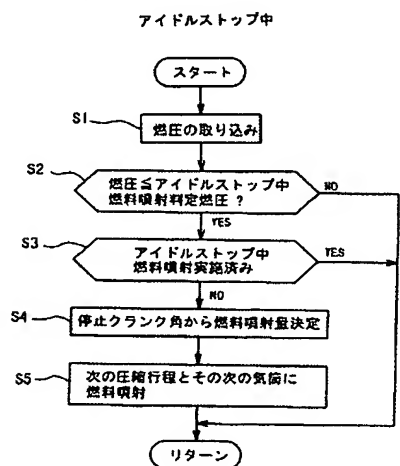 アイドルストップ中
スタート
S1
燃圧の取り込み
S2
燃圧≦アイドルストップ中
燃料噴射判定燃圧？
NO
YES
S3
アイドルストップ中
燃料噴射実施済み
YES
NO
S4
停止クランク角から燃料噴射量決定
S5
次の圧縮行程とその次の気筒に
燃料噴射
リターン